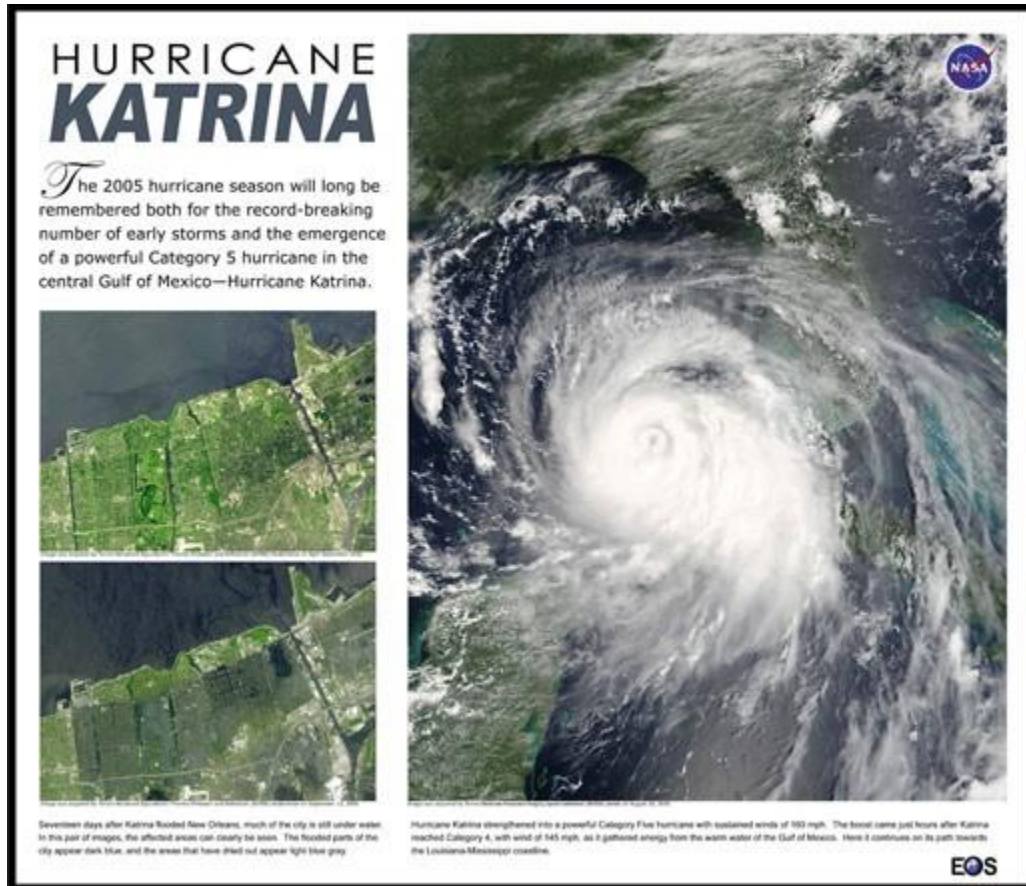 HURRICANE
KATRINA
NASA
The 2005 hurricane season will long be
remembered both for the record-breaking
number of early storms and the emergence
of a powerful Category 5 hurricane in the
central Gulf of Mexico—Hurricane Katrina.
Seventeen days after Katrina flooded New Orleans, much of the city is still under water.
In this pair of images, the affected areas can clearly be seen. The flooded parts of the
city appear dark blue, and the areas that have dried out appear light blue gray.
Hurricane Katrina strengthened into a powerful Category Five hurricane with sustained winds of 160 mph. The boost came just hours after Katrina
reached Category 4, with wind of 145 mph, as it gathered energy from the warm water of the Gulf of Mexico. Here it continues on its path towards
the Louisiana-Mississippi coastline.
EOS